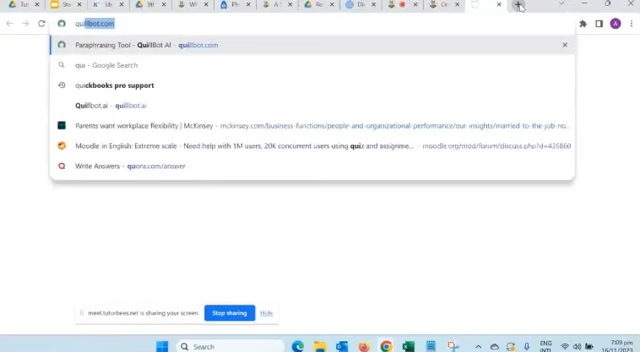 quillbot.com
Paraphrasing Tool - QuillBot AI - quillbot.com
qui - Google Search
quickbooks pro support
Quillbot.ai - quillbot.ai
Parents want workplace flexibility | McKinsey - mckinsey.com/business-functions/people-and-organizational-performance/our-insights/married-to-the-job-no...
Moodle in English: Extreme scale - Need help with 1M users, 20K concurrent users using quiz and assignme... - moodle.org/mod/forum/discuss.php?d=435860
Write Answers - quons.com/answer
meet.tutorbees.net is sharing your screen.
Stop sharing
Hide
Search
ENG
INTL
7:09 pm
16/11/2023